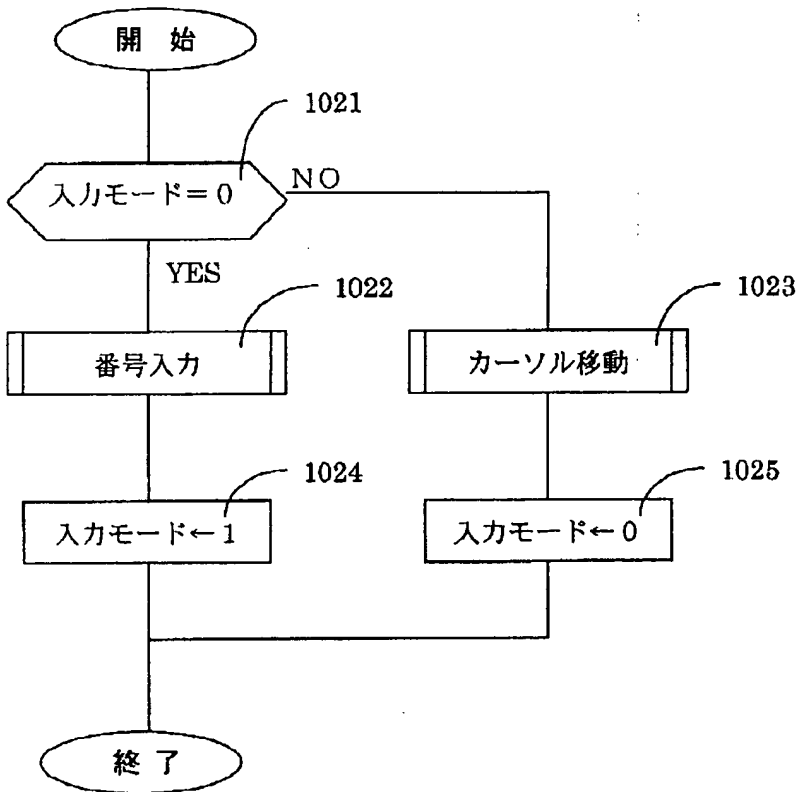 開 始
1021
入力モード＝0
NO
YES
1022
1023
番号入力
カーソル移動
1024
1025
入力モード←1
入力モード←0
終 了